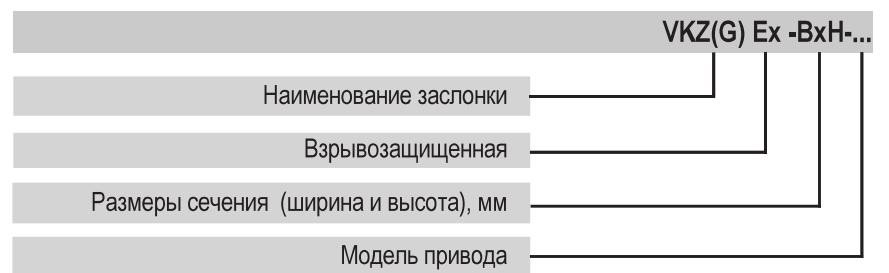 VKZ(G) Ex -BxH-...
Наименование заслонки
Взрывозащищенная
Размеры сечения (ширина и высота), мм
Модель привода